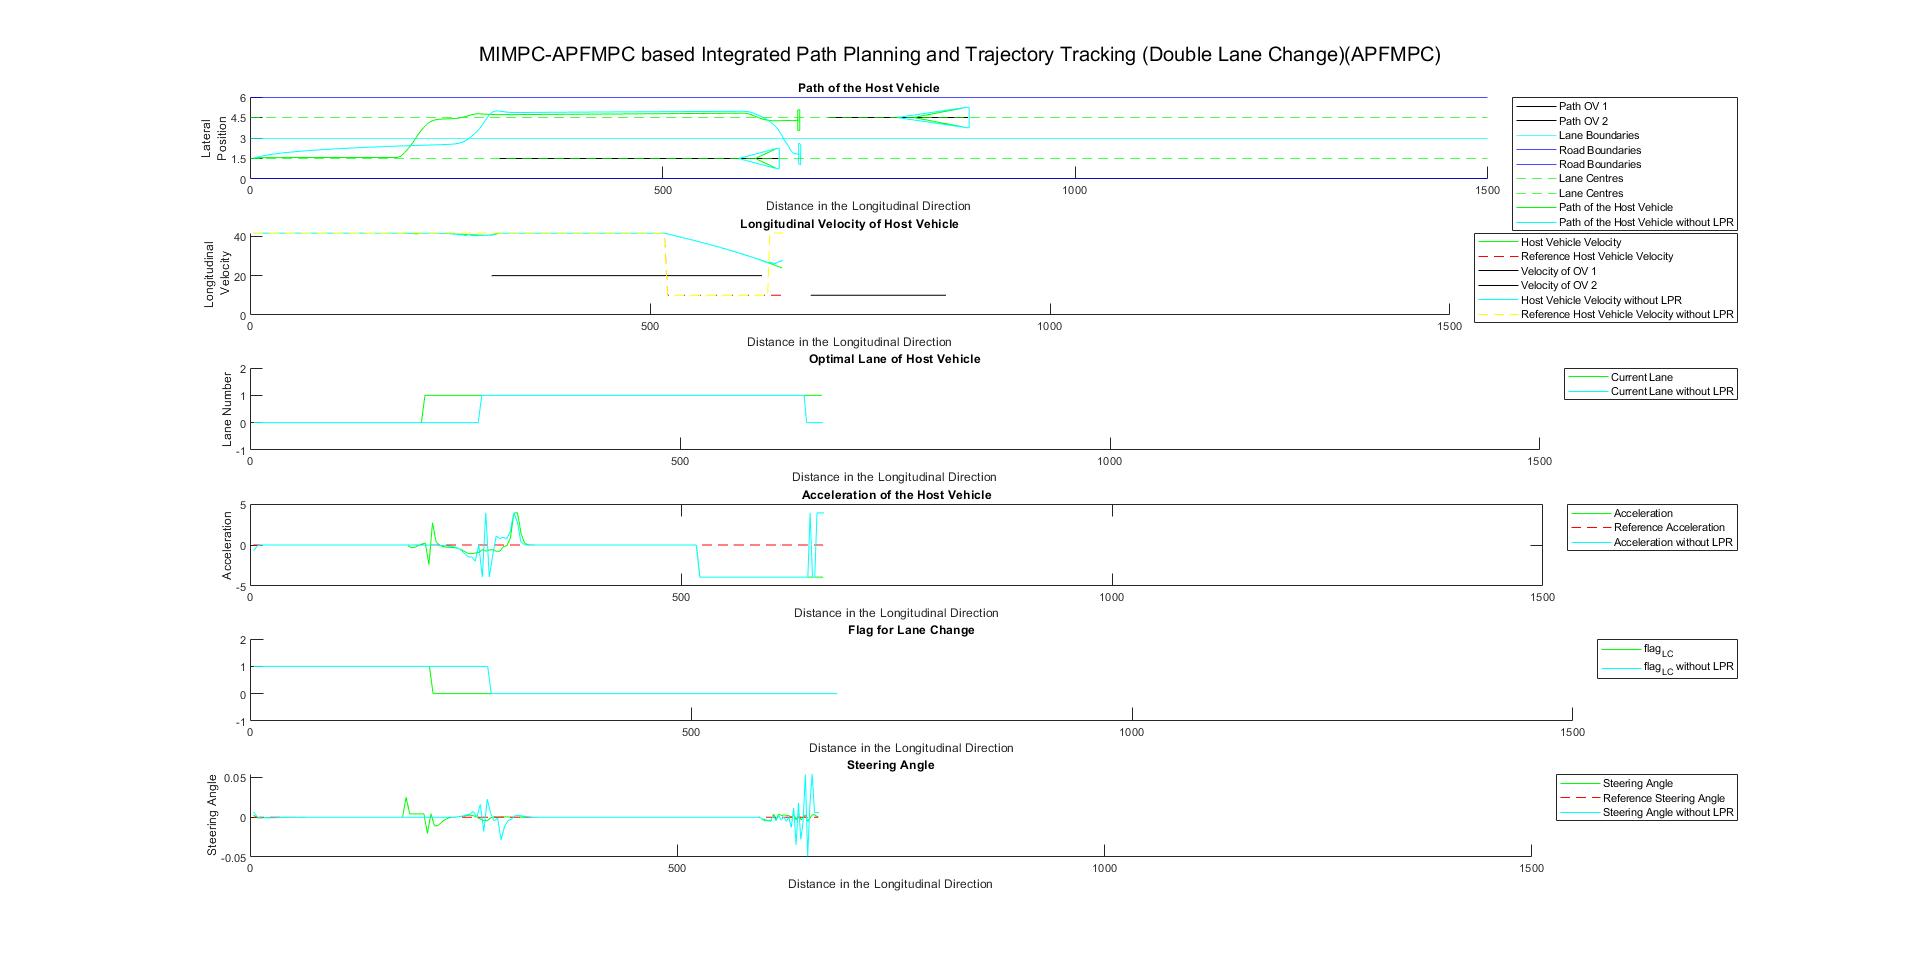 MIMPC-APFMPC based Integrated Path Planning and Trajectory Tracking (Double Lane Change)(APFMPC)
Path of the Host Vehicle
Lateral
Position
6
4.5
3
1.5
0
0
500
1000
1500
Distance in the Longitudinal Direction
Path OV 1
Path OV 2
Lane Boundaries
Road Boundaries
Road Boundaries
Lane Centres
Lane Centres
Path of the Host Vehicle
Path of the Host Vehicle without LPR
Longitudinal Velocity of Host Vehicle
Longitudinal
Velocity
40
20
0
0
500
1000
1500
Distance in the Longitudinal Direction
Host Vehicle Velocity
Reference Host Vehicle Velocity
Velocity of OV 1
Velocity of OV 2
Host Vehicle Velocity without LPR
Reference Host Vehicle Velocity without LPR
Optimal Lane of Host Vehicle
Lane Number
2
1
0
-1
0
500
1000
1500
Distance in the Longitudinal Direction
Current Lane
Current Lane without LPR
Acceleration of the Host Vehicle
Acceleration
5
0
-5
0
500
1000
1500
Distance in the Longitudinal Direction
Acceleration
Reference Acceleration
Acceleration without LPR
Flag for Lane Change
2
1
0
-1
0
500
1000
1500
Distance in the Longitudinal Direction
flagLC
flagLC without LPR
Steering Angle
Steering Angle
0.05
0
-0.05
0
500
1000
1500
Distance in the Longitudinal Direction
Steering Angle
Reference Steering Angle
Steering Angle without LPR